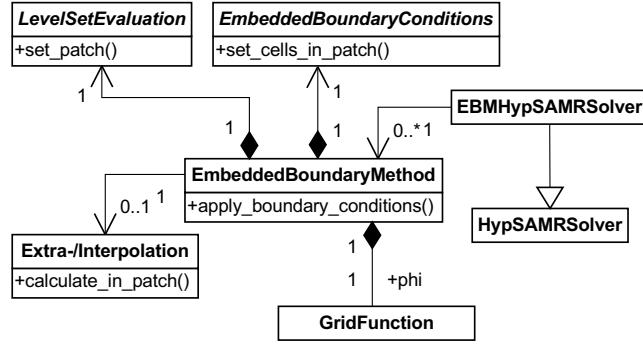 LevelSetEvaluation
+set_patch()
EmbeddedBoundaryConditions
+set_cells_in_patch()
1
1
1
1
0..*
1
EBMHypSAMRSolver
EmbeddedBoundaryMethod
+apply_boundary_conditions()
1
0..1
HypSAMRSolver
Extra-/Interpolation
+calculate_in_patch()
1
1
+phi
GridFunction